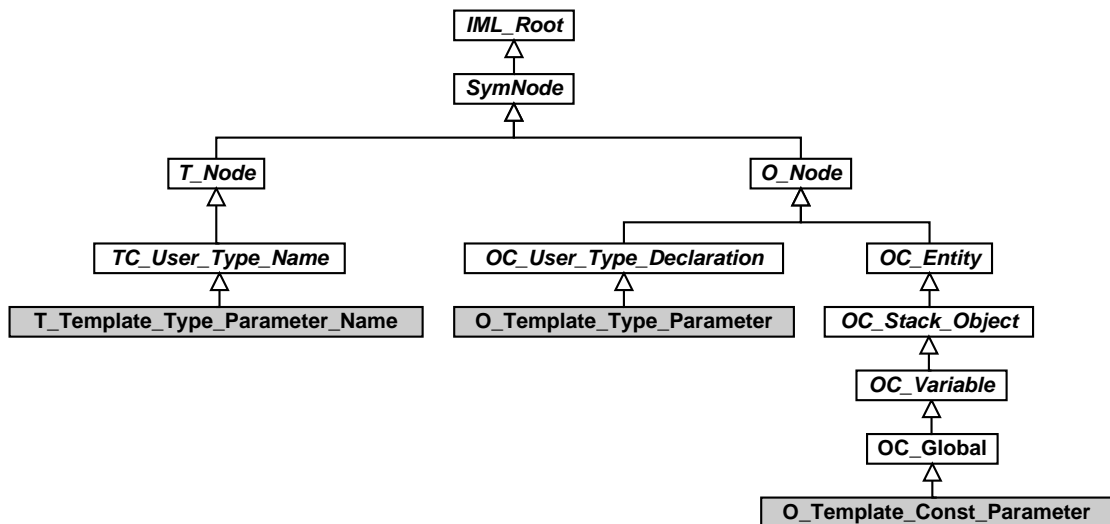 IML_Root
SymNode
T_Node
O_Node
TC_User_Type_Name
OC_User_Type_Declaration
OC_Entity
T_Template_Type_Parameter_Name
O_Template_Type_Parameter
OC_Stack_Object
OC_Variable
OC_Global
O_Template_Const_Parameter